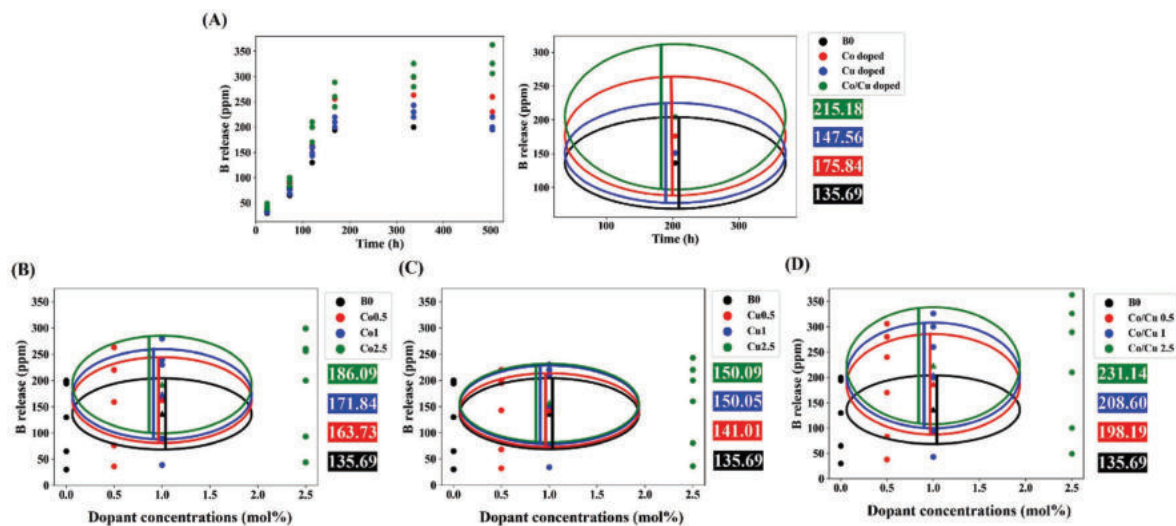 (A)
B release (ppm)
350
300
250
200
150
100
50
0 100 200 300 400 500
Time (h)
B release (ppm)
300
250
200
150
100
100 200 300
Time (h)
B0
Co doped
Cu doped
Co/Cu doped
215.18
147.56
175.84
135.69
(B)
B release (ppm)
350
300
250
200
150
100
50
0
0.0 0.5 1.0 1.5 2.0 2.5
Dopant concentrations (mol%)
B0
Co0.5
Co1
Co2.5
186.09
171.84
163.73
135.69
(C)
B release (ppm)
350
300
250
200
150
100
50
0
0.0 0.5 1.0 1.5 2.0 2.5
Dopant concentrations (mol%)
B0
Cu0.5
Cu1
Cu2.5
150.09
150.05
141.01
135.69
(D)
B release (ppm)
350
300
250
200
150
100
50
0
0.0 0.5 1.0 1.5 2.0 2.5
Dopant concentrations (mol%)
B0
Co/Cu 0.5
Co/Cu 1
Co/Cu 2.5
231.14
208.60
198.19
135.69